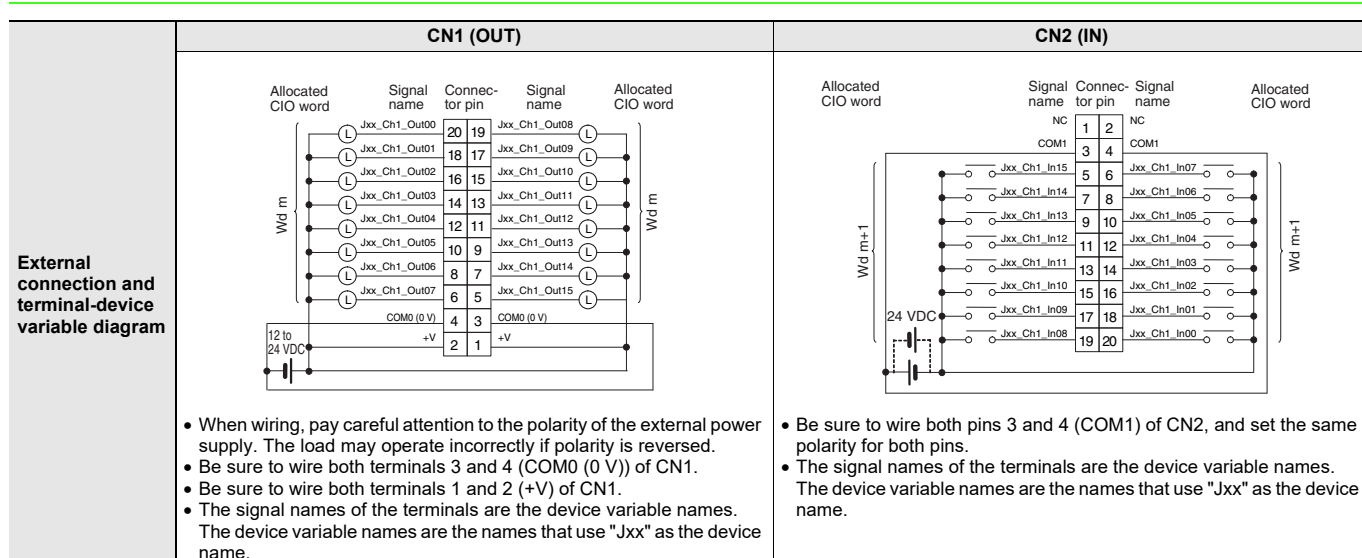 CN1 (OUT)
CN2 (IN)
External
connection and
terminal-device
variable diagram
Allocated
CIO word
Signal
name
Connec-
tor pin
Signal
name
Allocated
CIO word
Wd m
Jxx_Ch1_Out00 20 19 Jxx_Ch1_Out08
L L
Jxx_Ch1_Out01 18 17 Jxx_Ch1_Out09
L L
Jxx_Ch1_Out02 16 15 Jxx_Ch1_Out10
L L
Jxx_Ch1_Out03 14 13 Jxx_Ch1_Out11
L L
Jxx_Ch1_Out04 12 11 Jxx_Ch1_Out12
L L
Jxx_Ch1_Out05 10 9 Jxx_Ch1_Out13
L L
Jxx_Ch1_Out06 8 7 Jxx_Ch1_Out14
L L
Jxx_Ch1_Out07 6 5 Jxx_Ch1_Out15
L L
Wd m
COM0 (0 V) 4 3 COM0 (0 V)
+V 2 1 +V
12 to
24 VDC
• When wiring, pay careful attention to the polarity of the external power
supply. The load may operate incorrectly if polarity is reversed.
• Be sure to wire both terminals 3 and 4 (COM0 (0 V)) of CN1.
• Be sure to wire both terminals 1 and 2 (+V) of CN1.
• The signal names of the terminals are the device variable names.
The device variable names are the names that use "Jxx" as the device
name.
Allocated
CIO word
Signal
name
Connec-
tor pin
Signal
name
Allocated
CIO word
NC 1 2 NC
COM1 3 4 COM1
Jxx_Ch1_In15 5 6 Jxx_Ch1_In07
Jxx_Ch1_In14 7 8 Jxx_Ch1_In06
Jxx_Ch1_In13 9 10 Jxx_Ch1_In05
Jxx_Ch1_In12 11 12 Jxx_Ch1_In04
Jxx_Ch1_In11 13 14 Jxx_Ch1_In03
Jxx_Ch1_In10 15 16 Jxx_Ch1_In02
Jxx_Ch1_In09 17 18 Jxx_Ch1_In01
Jxx_Ch1_In08 19 20 Jxx_Ch1_In00
Wd m+1
Wd m+1
24 VDC
• Be sure to wire both pins 3 and 4 (COM1) of CN2, and set the same
polarity for both pins.
• The signal names of the terminals are the device variable names.
The device variable names are the names that use "Jxx" as the device
name.